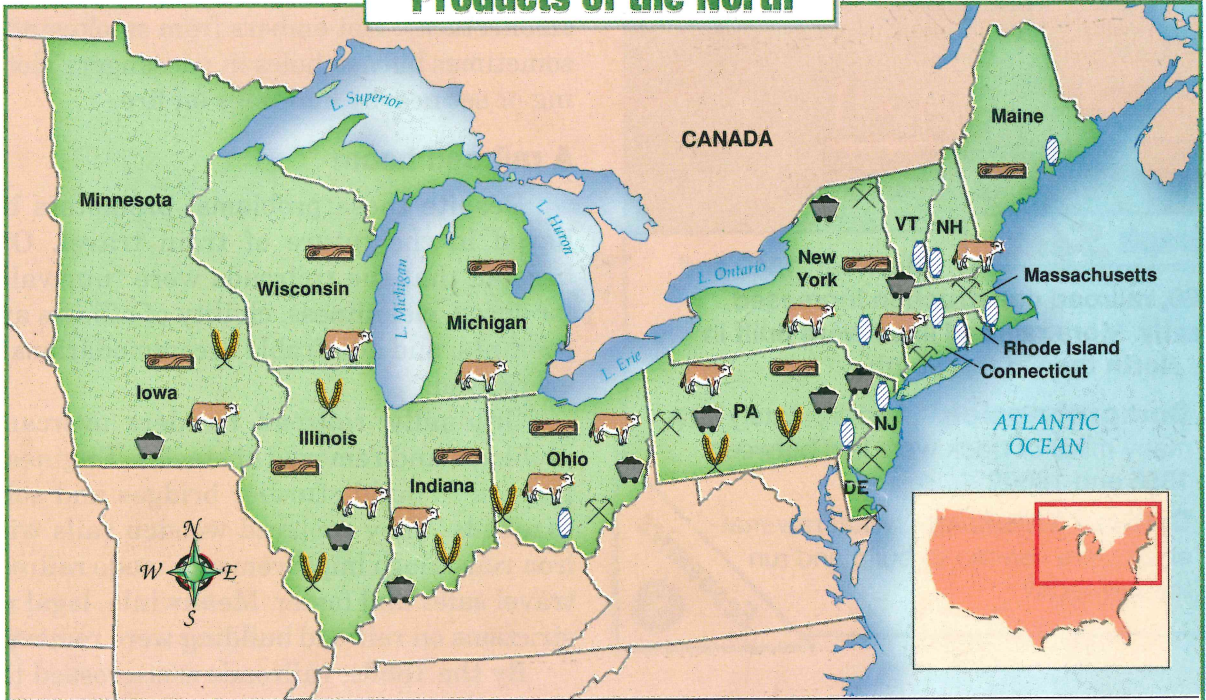 Products of the North
CANADA
Maine
L. Superior
Minnesota
L. Huron
VT
NH
L. Ontario
New
York
Massachusetts
Wisconsin
L. Michigan
Michigan
Rhode Island
L. Erie
Connecticut
Iowa
PA
NJ
ATLANTIC
OCEAN
Illinois
Ohio
Indiana
DE
N
W
E
S